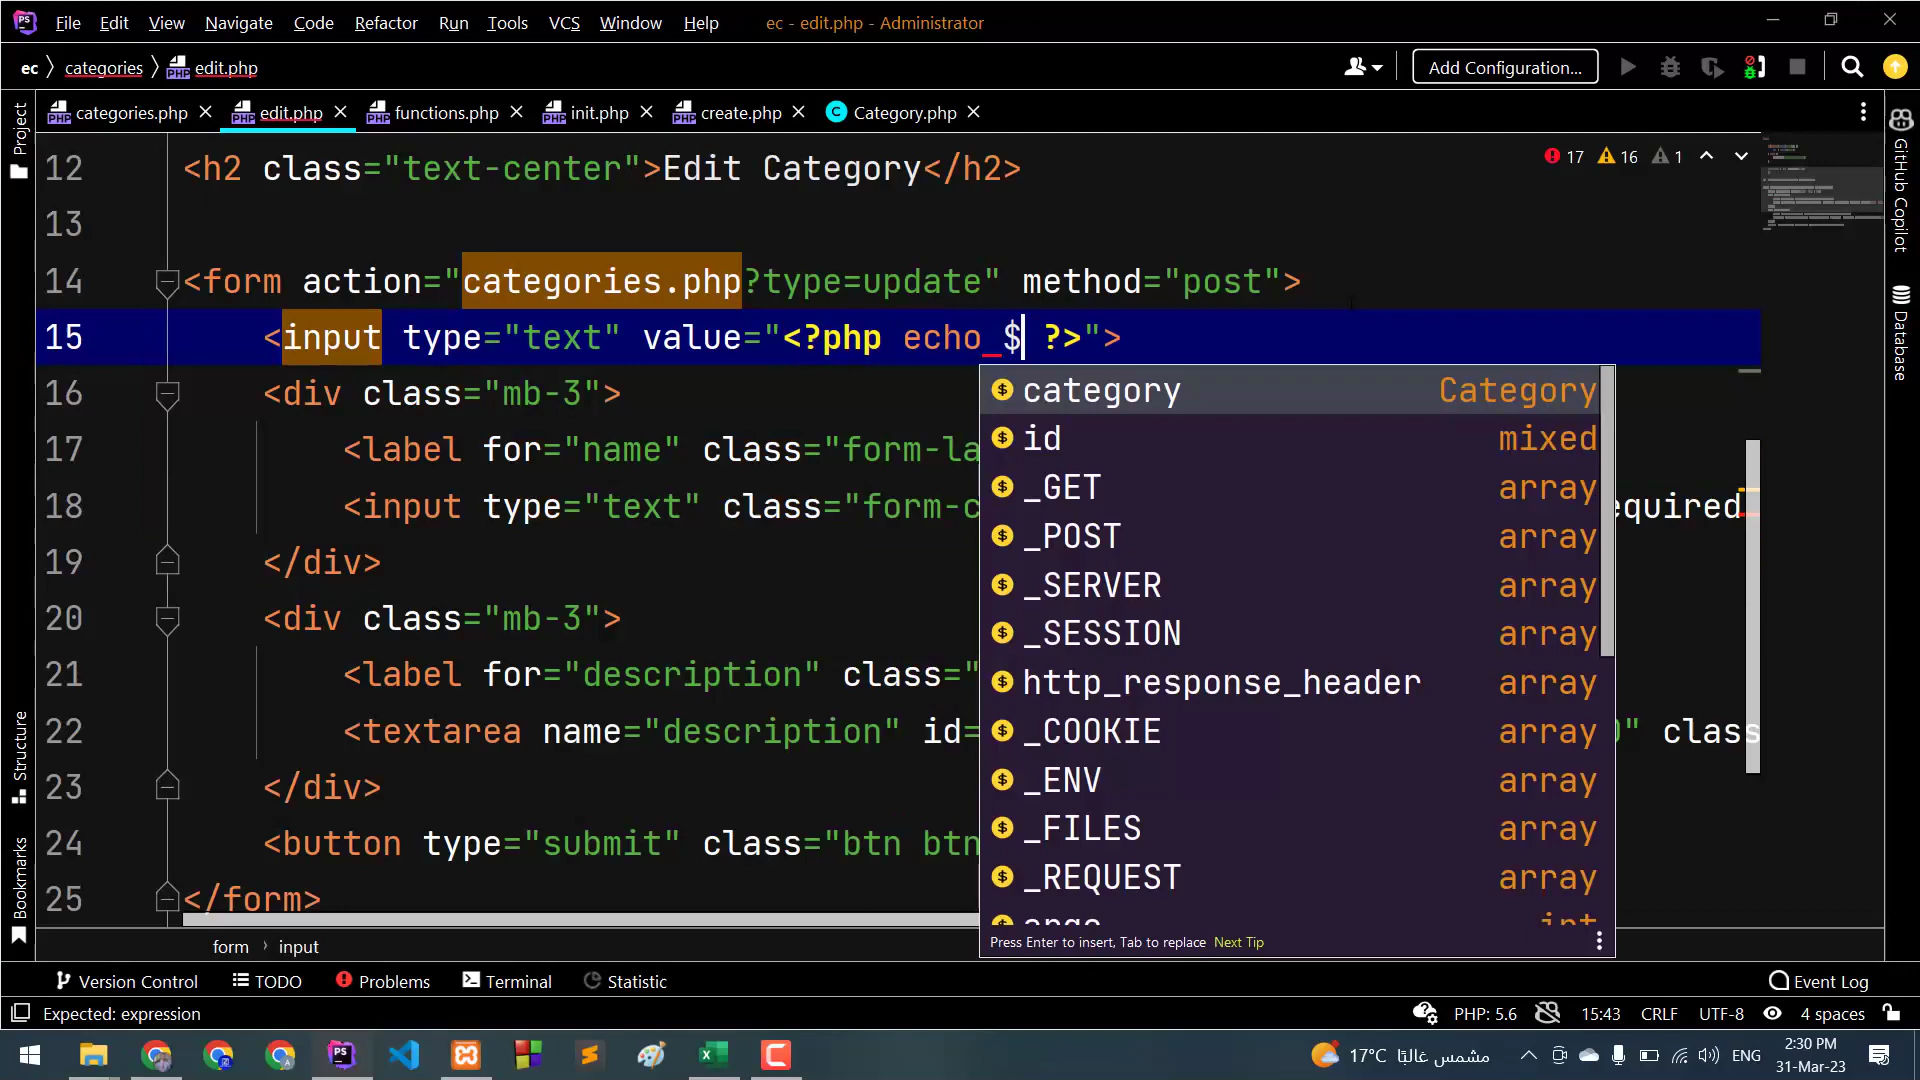 PS File Edit View Navigate Code Refactor Run Tools VCS Window Help ec - edit.php - Administrator
ec categories edit.php Add Configuration...
categories.php edit.php functions.php init.php create.php Category.php
17 16 1
12 <h2 class="text-center">Edit Category</h2>
13
14 <form action="categories.php?type=update" method="post">
15 <input type="text" value="<?php echo $ ?>">
16 <div class="mb-3">
17 <label for="name" class="form-la
18 <input type="text" class="form-c equired
19 </div>
20 <div class="mb-3">
21 <label for="description" class="
22 <textarea name="description" id= " class
23 </div>
24 <button type="submit" class="btn btn
25 </form>
category Category
id mixed
_GET array
_POST array
_SERVER array
_SESSION array
http_response_header array
_COOKIE array
_ENV array
_FILES array
_REQUEST array
Press Enter to insert, Tab to replace Next Tip
form input
Project
Structure
Bookmarks
GitHub Copilot
Database
Version Control TODO Problems Terminal Statistic Event Log
Expected: expression PHP: 5.6 15:43 CRLF UTF-8 4 spaces
17°C مشمس غالبًا ENG 2:30 PM
31-Mar-23